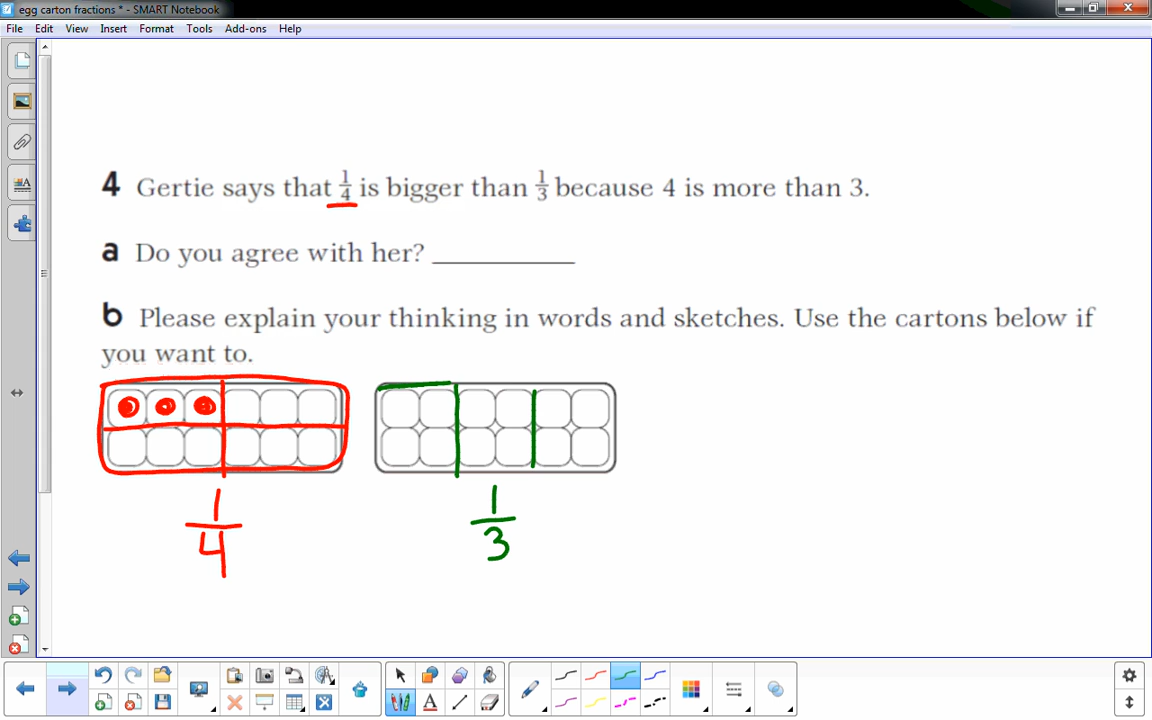 egg carton fractions * - SMART Notebook
File Edit View Insert Format Tools Add-ons Help
4 Gertie says that 1/4 is bigger than 1/3 because 4 is more than 3.
a Do you agree with her? __________
b Please explain your thinking in words and sketches. Use the cartons below if
you want to.
1/4 1/3